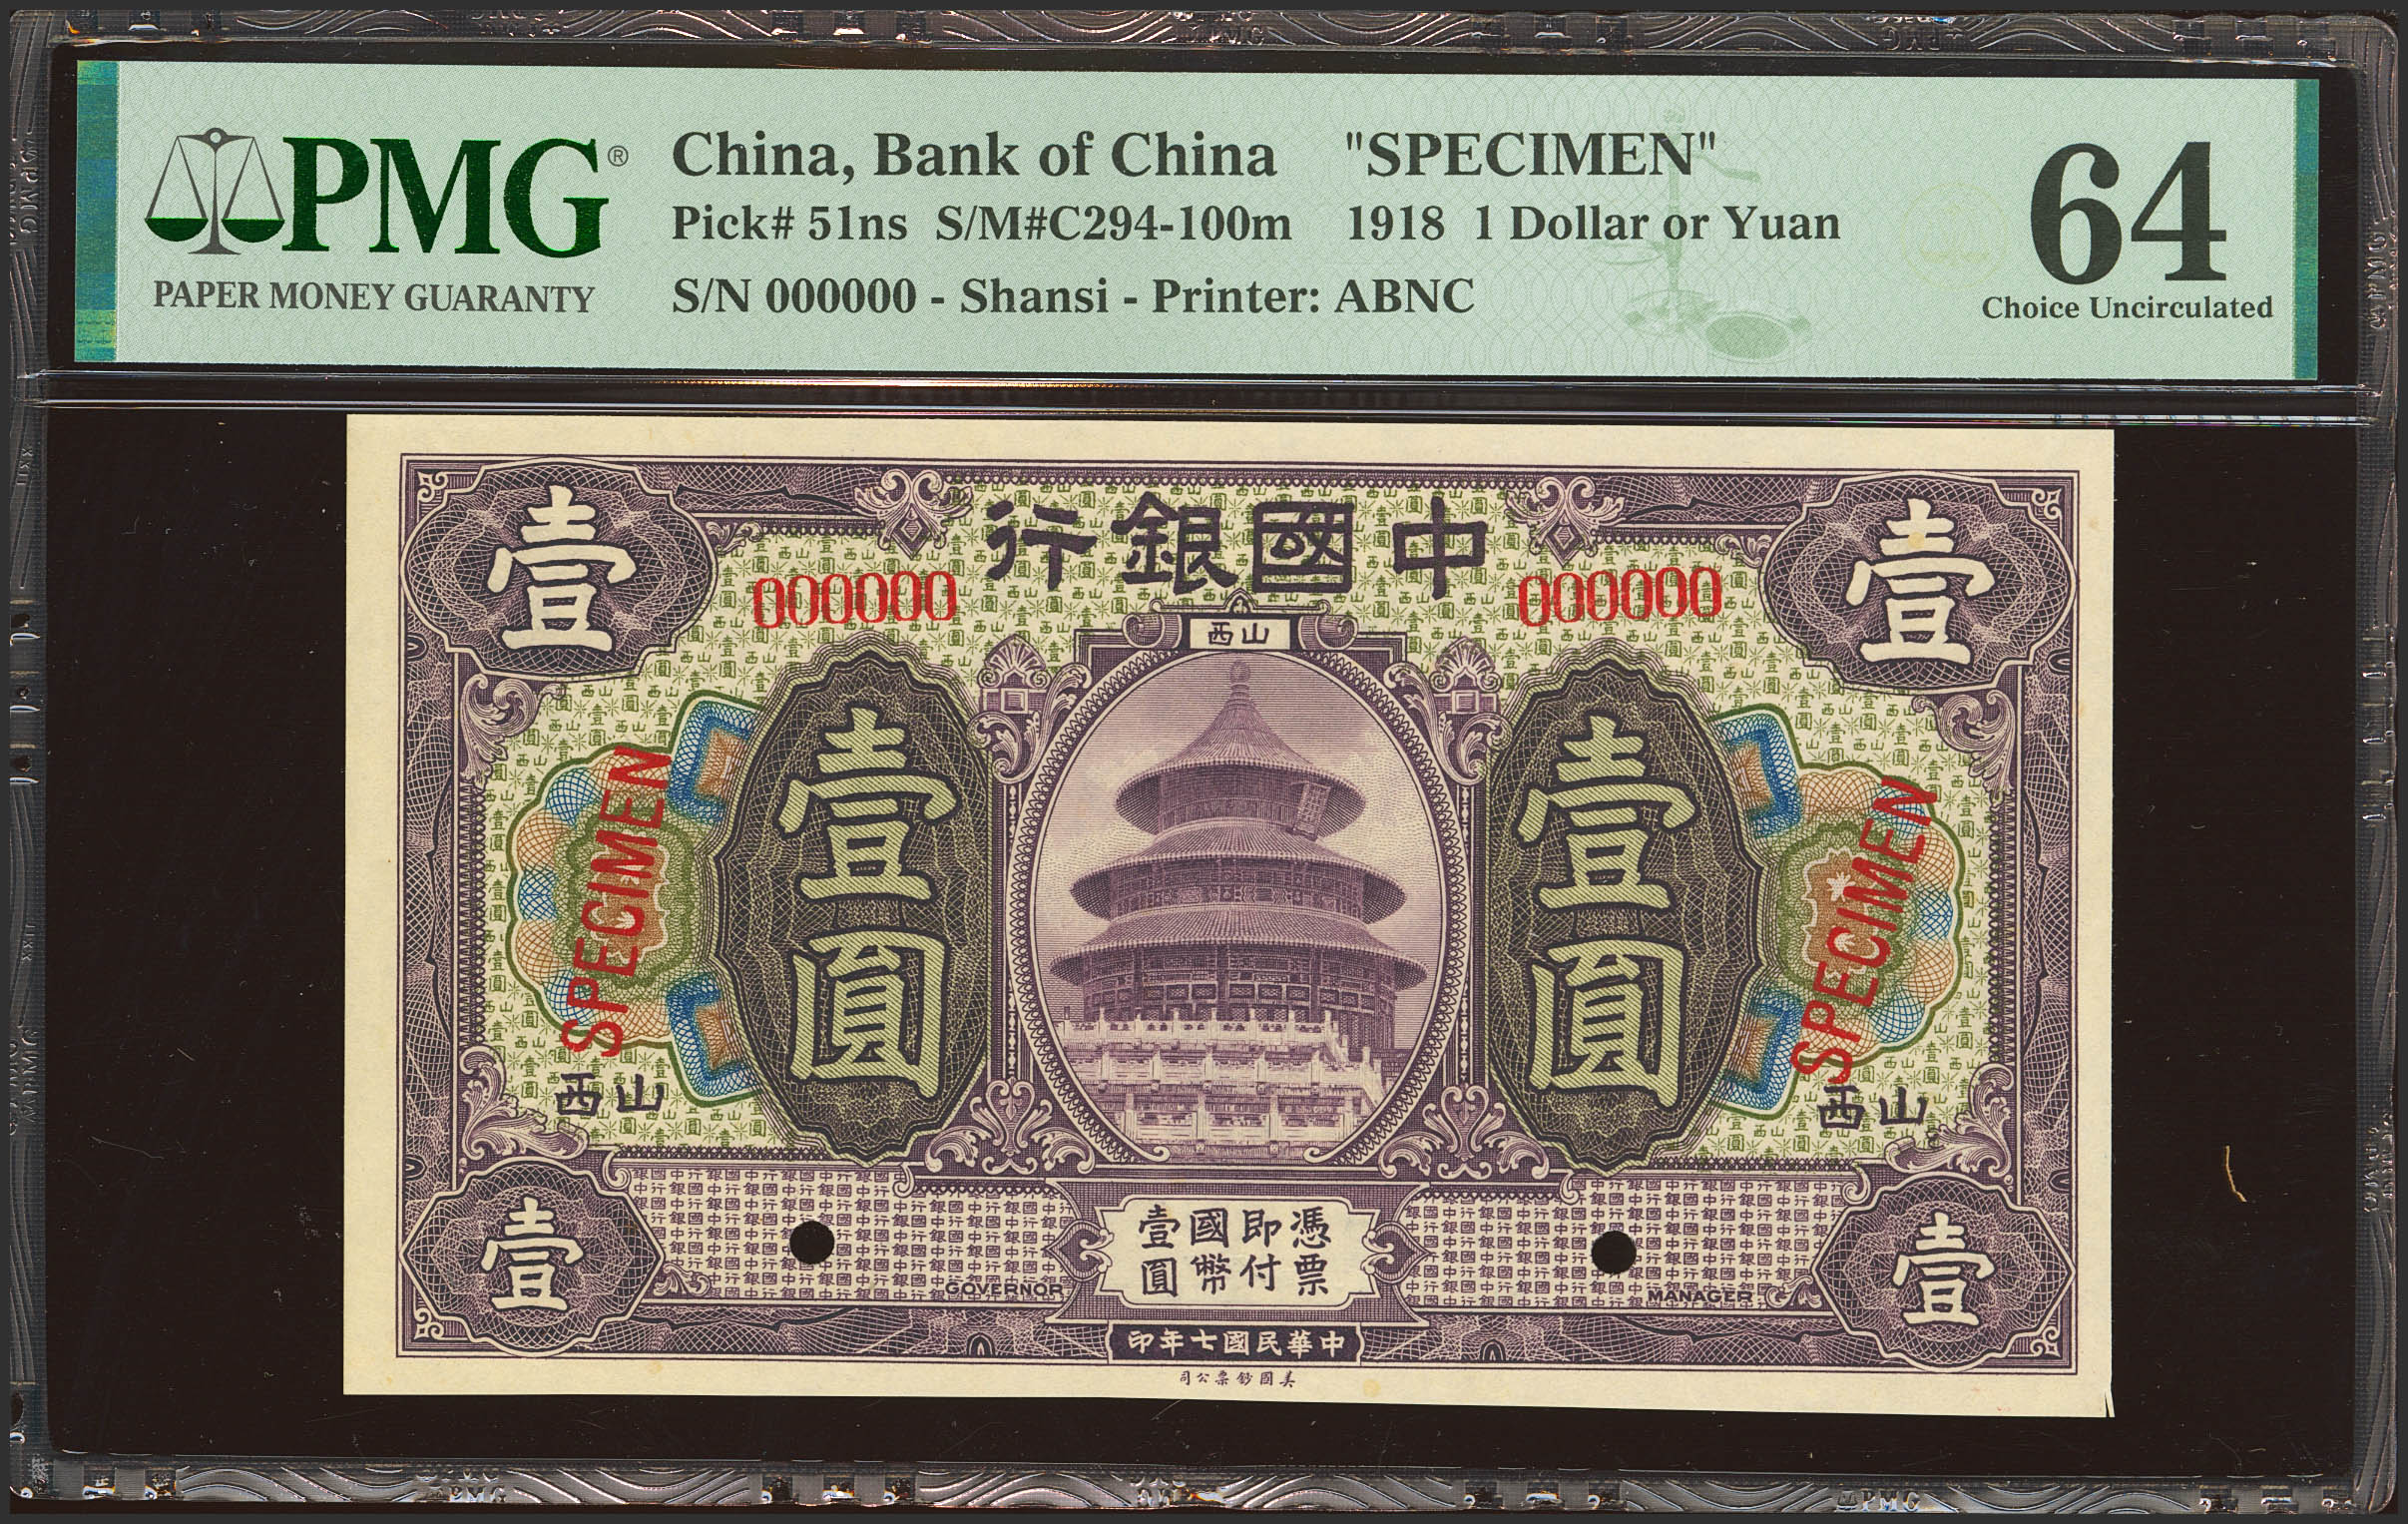 PMG®
PAPER MONEY GUARANTY
China, Bank of China "SPECIMEN"
Pick# 51ns S/M#C294-100m 1918 1 Dollar or Yuan
S/N 000000 - Shansi - Printer: ABNC
64
Choice Uncirculated
壹
行銀國中
壹
000000
000000
西山
壹圓
壹圓
SPECIMEN
SPECIMEN
西山
西山
壹
憑票
即付
國幣
壹圓
壹
GOVERNOR
MANAGER
印年七國民華中
司公票鈔國美